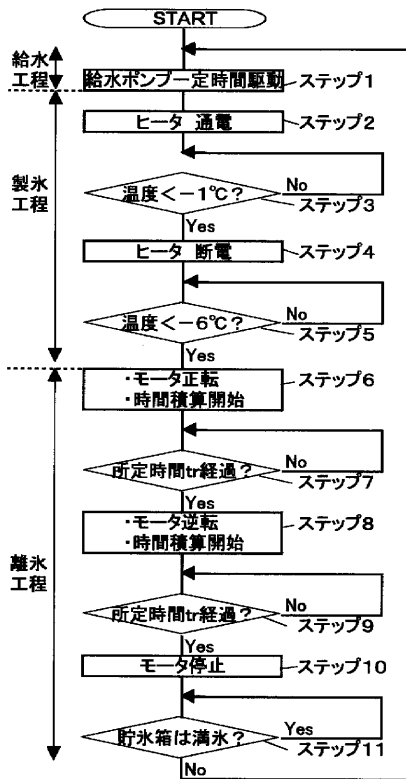 START
給水
工程
給水ポンプ一定時間駆動
ステップ1
ヒータ 通電
ステップ2
製氷
工程
温度<-1℃?
No
ステップ3
Yes
ヒータ 断電
ステップ4
温度<-6℃?
No
ステップ5
Yes
・モータ正転
・時間積算開始
ステップ6
所定時間tr経過?
No
ステップ7
Yes
・モータ逆転
・時間積算開始
ステップ8
離氷
工程
所定時間tr経過?
No
ステップ9
Yes
モータ停止
ステップ10
貯氷箱は満氷?
Yes
ステップ11
No